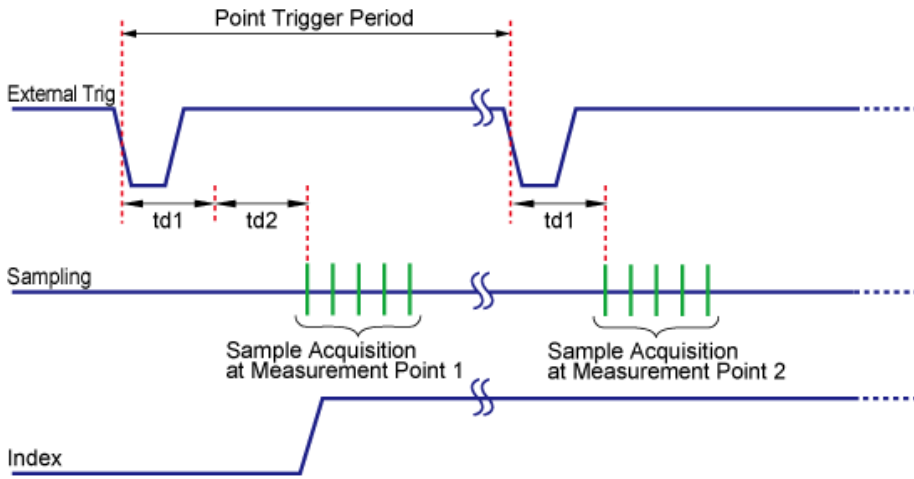 Point Trigger Period
External Trig
td1
td2
td1
Sampling
Sample Acquisition
at Measurement Point 1
Sample Acquisition
at Measurement Point 2
Index